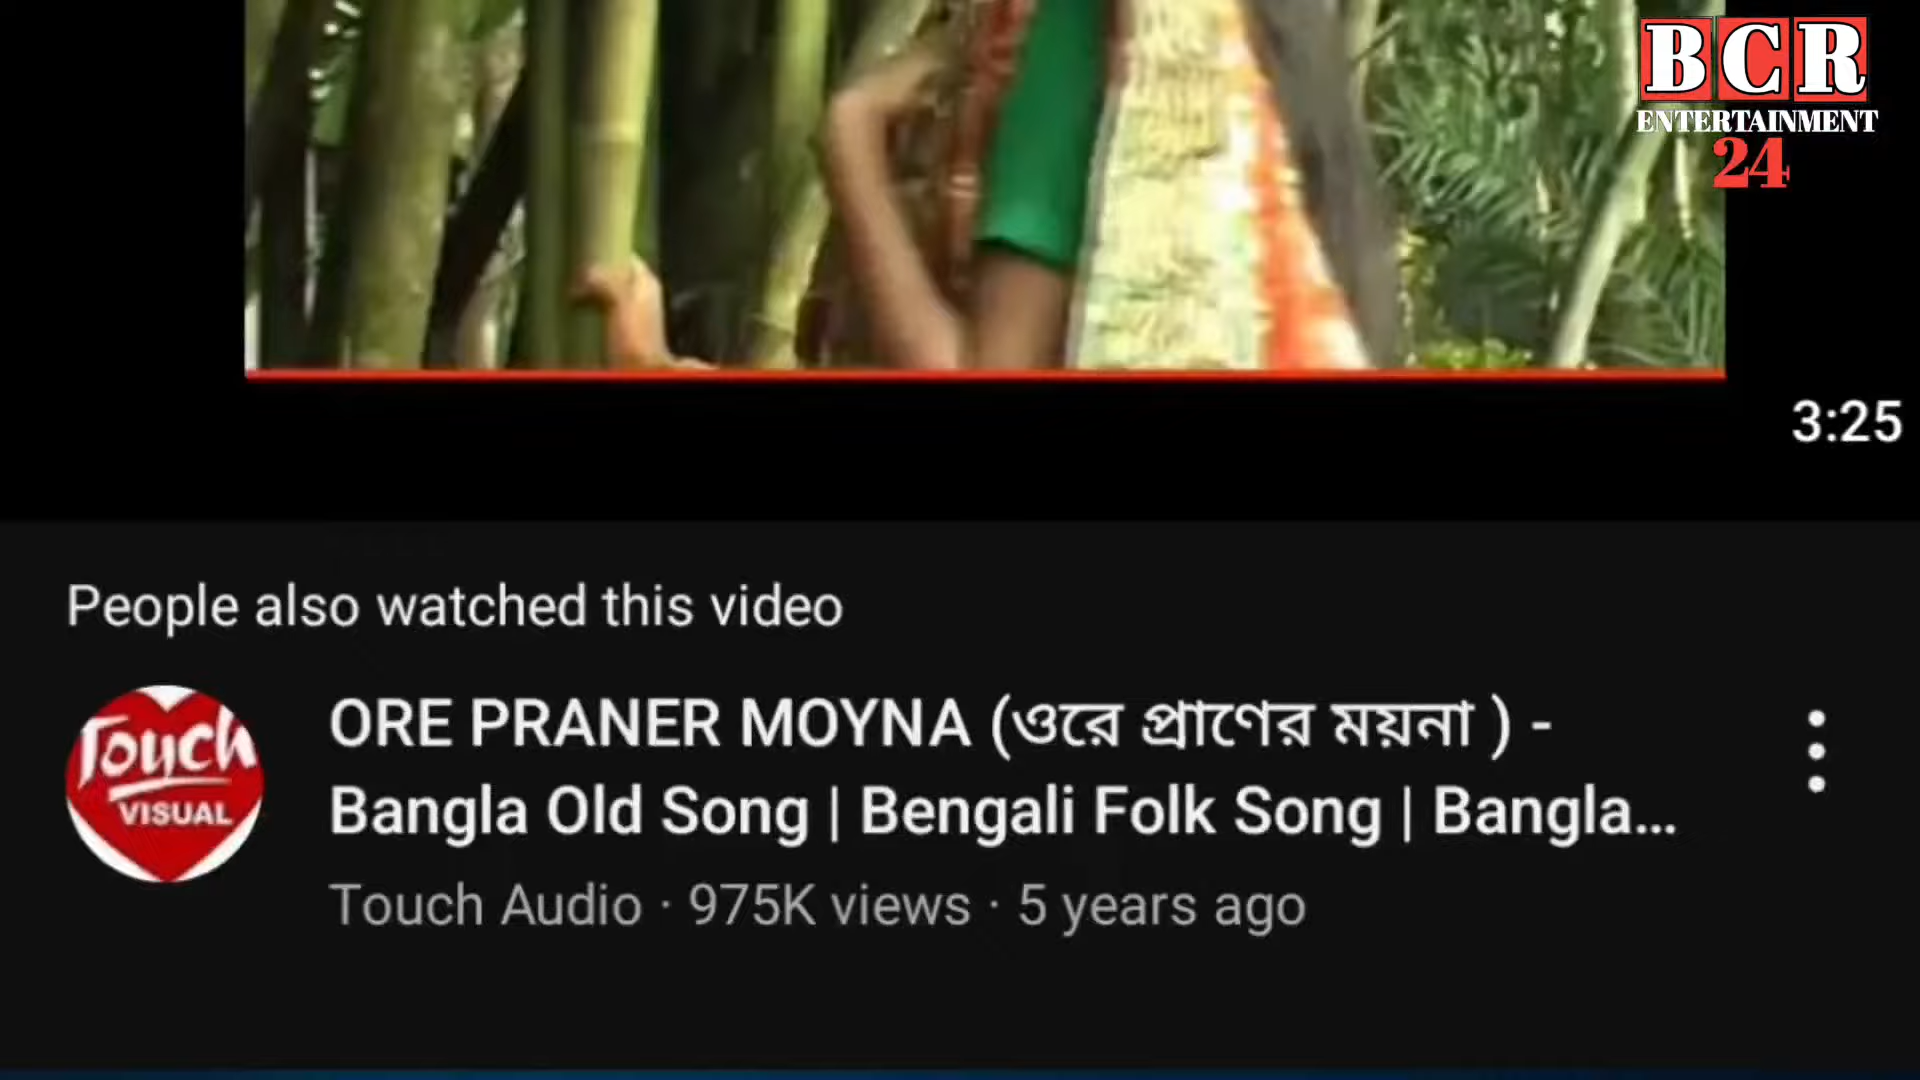 BCR
ENTERTAINMENT
24
3:25
People also watched this video
Touch
VISUAL
ORE PRANER MOYNA (ওরে প্রাণের ময়না ) -
Bangla Old Song | Bengali Folk Song | Bangla...
Touch Audio · 975K views · 5 years ago